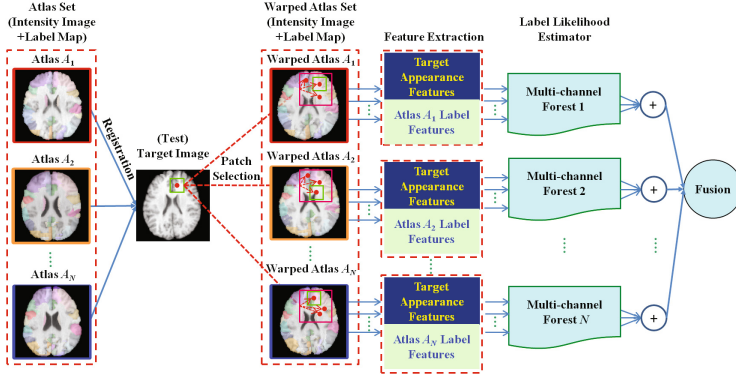 Atlas Set
(Intensity Image
+Label Map)
Atlas A1
Atlas A2
Atlas AN
Registration
(Test)
Target Image
Patch
Selection
Warped Atlas Set
(Intensity Image
+Label Map)
Warped Atlas A1
Warped Atlas A2
Warped Atlas AN
Feature Extraction
Target
Appearance
Features
Atlas A1 Label
Features
Target
Appearance
Features
Atlas A2 Label
Features
Target
Appearance
Features
Atlas AN Label
Features
Label Likelihood
Estimator
Multi-channel
Forest 1
Multi-channel
Forest 2
Multi-channel
Forest N
+
+
+
Fusion